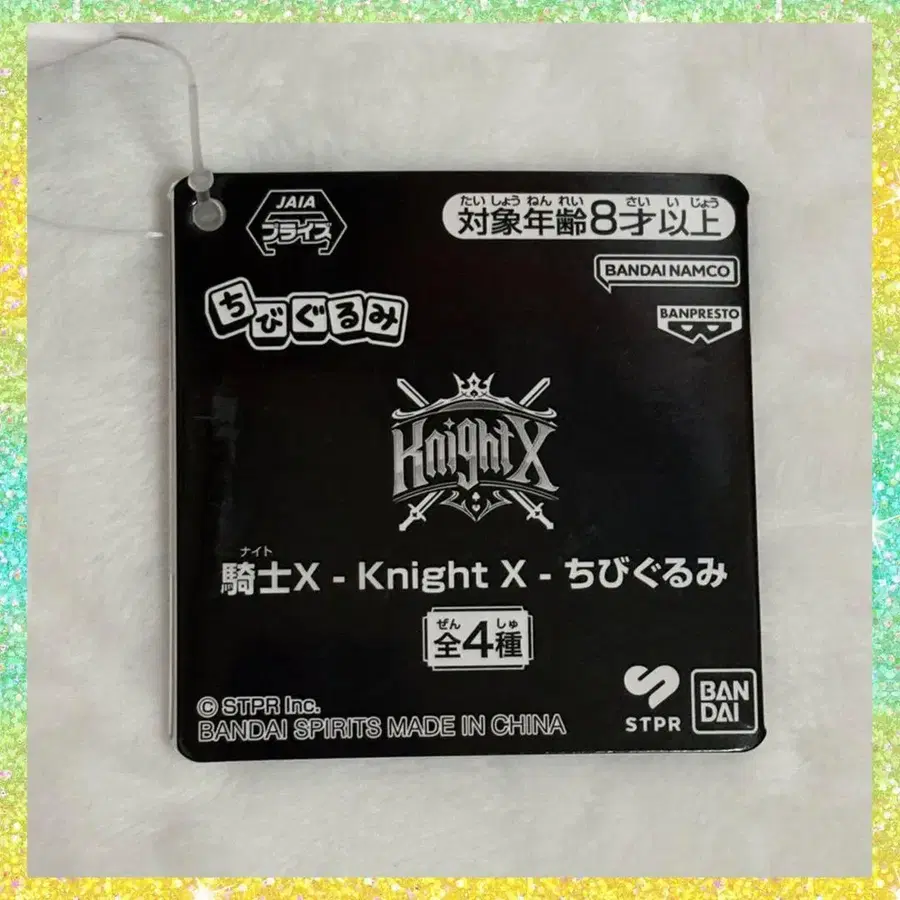 JAIA
プライズ
たいしょうねんれい さい いじょう
対象年齢8才以上
BANDAI NAMCO
BANPRESTO
ちびぐるみ
Knight X
ナイト
騎士X - Knight X - ちびぐるみ
ぜん しゅ
全4種
© STPR Inc.
BANDAI SPIRITS MADE IN CHINA
STPR
BAN
DAI